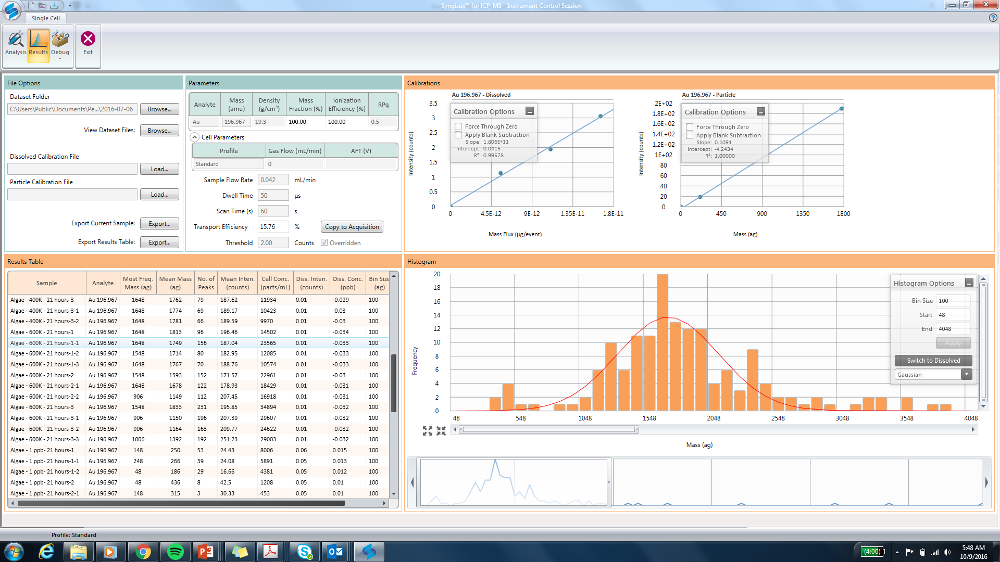 Syngistix™ for ICP-MS - Instrument Control Session
Single Cell
Analysis
Results
Debug
Exit
File Options
Dataset Folder
C:\Users\Public\Documents\Pe...\2016-07-06
Browse...
View Dataset Files:
Browse...
Dissolved Calibration File
Load...
Particle Calibration File
Load...
Export Current Sample:
Export...
Export Results Table:
Export...
Parameters
Analyte Mass (amu) Density (g/cm³) Mass Fraction (%) Ionization Efficiency (%) RPq
Au 196.967 19.3 100.00 100.00 0.5
Cell Parameters
Profile Gas Flow (mL/min) AFT (V)
Standard 0
Sample Flow Rate 0.042 mL/min
Dwell Time 50 µs
Scan Time (s) 60 s
Transport Efficiency 15.76 % Copy to Acquisition
Threshold 2.00 Counts Overridden
Calibrations
Au 196.967 - Dissolved
Calibration Options
Force Through Zero
Apply Blank Subtraction
Slope: 1.806E+11
Intercept: 0.0415
R²: 0.99578
Intensity (counts)
3.5
3
2.5
2
1.5
1
0.5
0
0 4.5E-12 9E-12 1.35E-11 1.8E-11
Mass Flux (µg/event)
Au 196.967 - Particle
Calibration Options
Force Through Zero
Apply Blank Subtraction
Slope: 0.1091
Intercept: -4.2434
R²: 1.00000
Intensity (counts)
2E+02
1.8E+02
1.6E+02
1.4E+02
1.2E+02
1E+02
80
60
40
20
0
0 450 900 1350 1800
Mass (ag)
Results Table
Sample Analyte Most Freq. Mass (ag) Mean Mass (ag) No. of Peaks Mean Inten. (counts) Cell Conc. (parts/mL) Diss. Inten. (counts) Diss. Conc. (ppb) Bin Size (ag)
Algae - 400K - 21 hours-3 Au 196.967 1648 1762 79 187.62 11934 0.01 -0.029 100
Algae - 400K - 21 hours-3-1 Au 196.967 1648 1774 69 189.17 10423 0.01 -0.03 100
Algae - 400K - 21 hours-3-2 Au 196.967 1648 1781 66 189.59 9970 0.01 -0.03 100
Algae - 600K - 21 hours-1 Au 196.967 1648 1813 96 196.46 14502 0.01 -0.034 100
Algae - 600K - 21 hours-1-1 Au 196.967 1648 1749 156 187.04 23565 0.01 -0.033 100
Algae - 600K - 21 hours-1-2 Au 196.967 1548 1714 80 182.95 12085 0.01 -0.033 100
Algae - 600K - 21 hours-1-3 Au 196.967 1648 1767 70 188.76 10574 0.01 -0.033 100
Algae - 600K - 21 hours-2 Au 196.967 1548 1593 152 171.57 22961 0.01 -0.03 100
Algae - 600K - 21 hours-2-1 Au 196.967 1648 1678 122 178.93 18429 0.01 -0.031 100
Algae - 600K - 21 hours-2-2 Au 196.967 906 1149 112 207.45 16918 0.01 -0.031 100
Algae - 600K - 21 hours-3 Au 196.967 1548 1833 231 195.85 34894 0.01 -0.032 100
Algae - 600K - 21 hours-3-1 Au 196.967 906 1150 196 207.39 29607 0.01 -0.032 100
Algae - 600K - 21 hours-3-2 Au 196.967 906 1164 163 209.77 24622 0.01 -0.032 100
Algae - 600K - 21 hours-3-3 Au 196.967 1006 1392 192 251.23 29003 0.01 -0.032 100
Algae - 1 ppb- 21 hours-1 Au 196.967 148 250 53 24.43 8006 0.06 0.015 100
Algae - 1 ppb- 21 hours-1-1 Au 196.967 248 266 39 24.08 5891 0.05 0.013 100
Algae - 1 ppb- 21 hours-1-2 Au 196.967 48 186 29 16.66 4381 0.05 0.012 100
Algae - 1 ppb- 21 hours-2 Au 196.967 48 436 8 42.5 1208 0.05 0.01 100
Algae - 1 ppb- 21 hours-2-1 Au 196.967 148 315 3 30.33 453 0.05 0.01 100
Histogram
Frequency
20
18
16
14
12
10
8
6
4
2
0
48 548 1048 1548 2048 2548 3048 3548 4048
Mass (ag)
Histogram Options
Bin Size 100
Start 48
End 4048
Apply
Switch to Dissolved
Gaussian
Profile: Standard
(4:00)
5:48 AM
10/9/2016